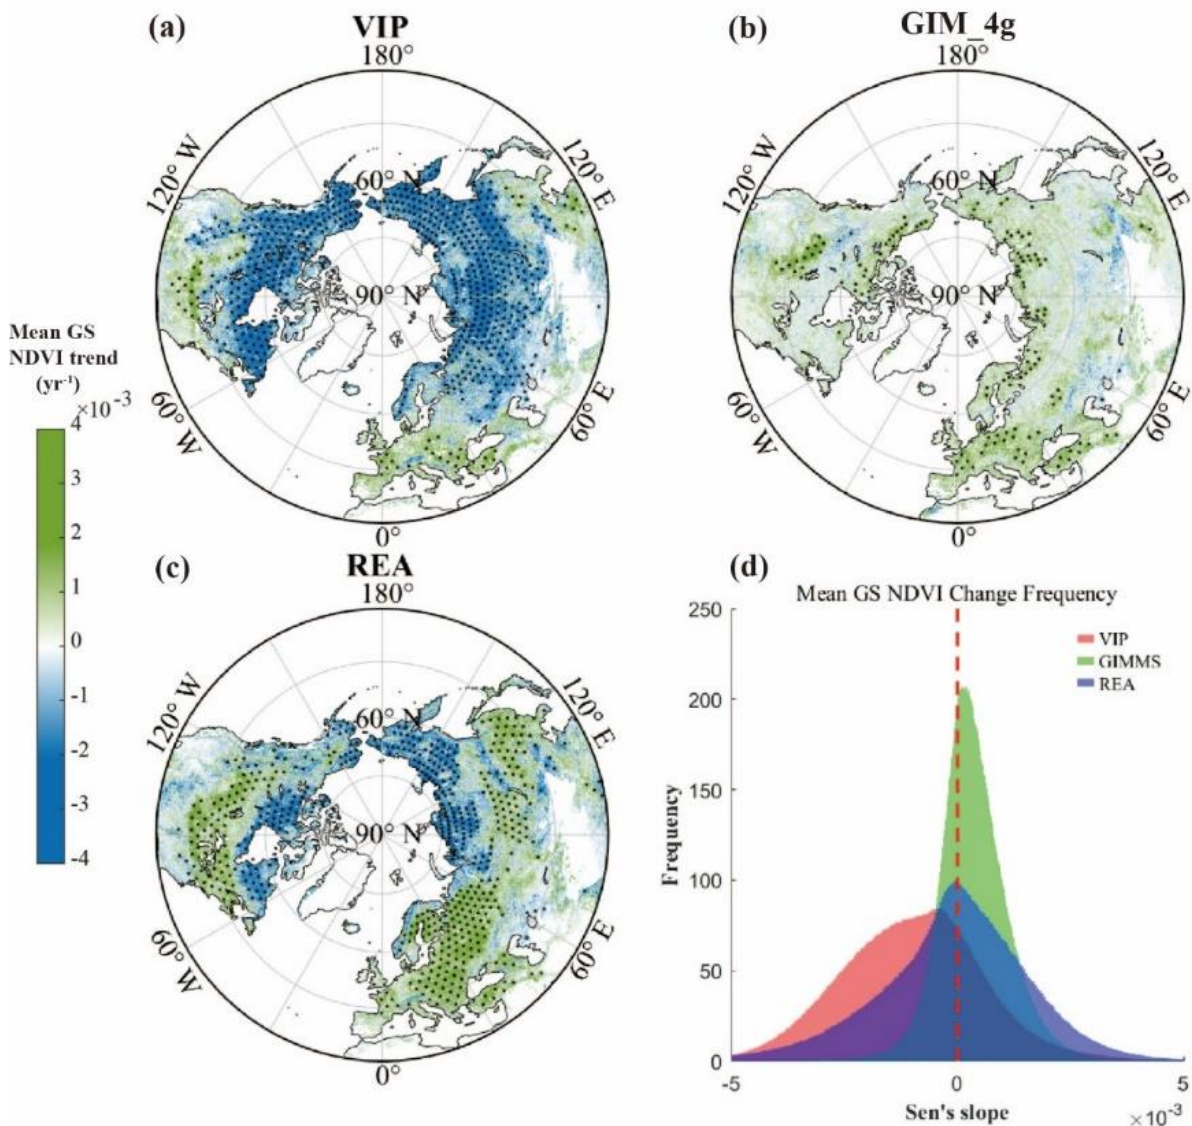 (a)
VIP
180°
120° W
120° E
60° N
90° N
60° W
60° E
0°
(b)
GIM_4g
180°
120° W
120° E
60° N
90° N
60° W
60° E
0°
Mean GS
NDVI trend
(yr⁻¹)
×10⁻³
4
3
2
1
0
-1
-2
-3
-4
(c)
REA
180°
120° W
120° E
60° N
90° N
60° W
60° E
0°
(d)
Mean GS NDVI Change Frequency
250
200
150
100
50
0
Frequency
VIP
GIMMS
REA
-5
0
5
Sen's slope
×10⁻³